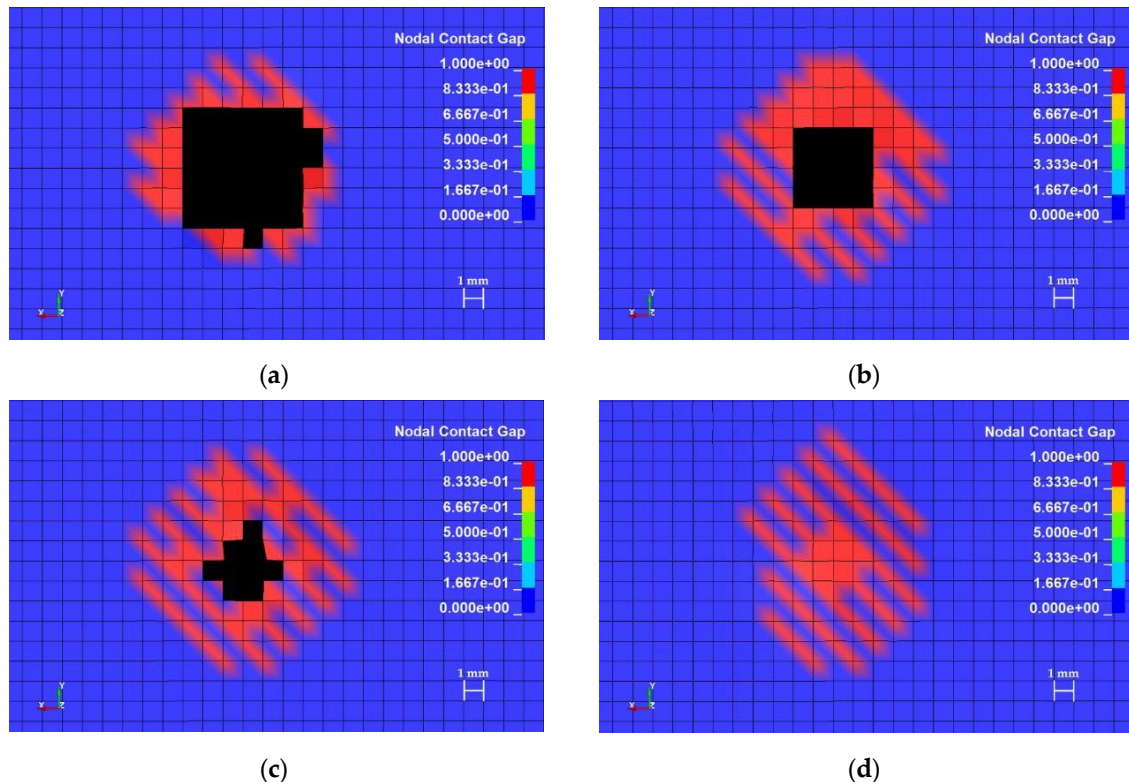 Nodal Contact Gap
1.000e+00
8.333e-01
6.667e-01
5.000e-01
3.333e-01
1.667e-01
0.000e+00
1 mm
Y
X
Z
(a)
Nodal Contact Gap
1.000e+00
8.333e-01
6.667e-01
5.000e-01
3.333e-01
1.667e-01
0.000e+00
1 mm
Y
X
Z
(b)
Nodal Contact Gap
1.000e+00
8.333e-01
6.667e-01
5.000e-01
3.333e-01
1.667e-01
0.000e+00
1 mm
Y
X
Z
(c)
Nodal Contact Gap
1.000e+00
8.333e-01
6.667e-01
5.000e-01
3.333e-01
1.667e-01
0.000e+00
1 mm
Y
X
Z
(d)